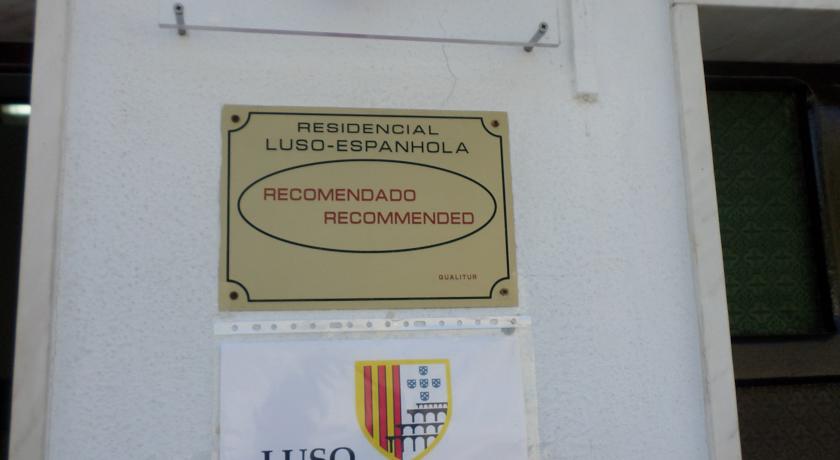 RESIDENCIAL
LUSO-ESPANHOLA
RECOMENDADO
RECOMMENDED
QUALITUR
LUSO